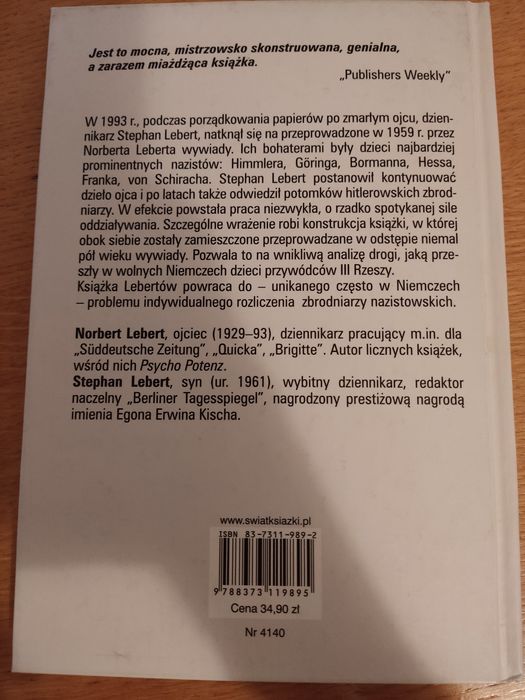 Jest to mocna, mistrzowsko skonstruowana, genialna,
a zarazem miażdżąca książka.
„Publishers Weekly”
W 1993 r., podczas porządkowania papierów po zmarłym ojcu, dzien-
nikarz Stephan Lebert, natknął się na przeprowadzone w 1959 r. przez
Norberta Leberta wywiady. Ich bohaterami były dzieci najbardziej
prominentnych nazistów: Himmlera, Göringa, Bormanna, Hessa,
Franka, von Schiracha. Stephan Lebert postanowił kontynuować
dzieło ojca i po latach także odwiedził potomków hitlerowskich zbrod-
niarzy. W efekcie powstała praca niezwykła, o rzadko spotykanej sile
oddziaływania. Szczególne wrażenie robi konstrukcja książki, w której
obok siebie zostały zamieszczone przeprowadzane w odstępie niemal
pół wieku wywiady. Pozwala to na wnikliwą analizę drogi, jaką prze-
szły w wolnych Niemczech dzieci przywódców III Rzeszy.
Książka Lebertów powraca do – unikanego często w Niemczech
– problemu indywidualnego rozliczenia zbrodniarzy nazistowskich.
Norbert Lebert, ojciec (1929–93), dziennikarz pracujący m.in. dla
„Süddeutsche Zeitung”, „Quicka”, „Brigitte”. Autor licznych książek,
wśród nich Psycho Potenz.
Stephan Lebert, syn (ur. 1961), wybitny dziennikarz, redaktor
naczelny „Berliner Tagesspiegel”, nagrodzony prestiżową nagrodą
imienia Egona Erwina Kischa.
www.swiatksiazki.pl
ISBN 83-7311-989-2
9 788373 119895
Cena 34,90 zł
Nr 4140